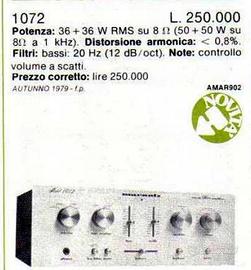 1072 L. 250.000
Potenza: 36 + 36 W RMS su 8 Ω (50 + 50 W su
8Ω a 1 kHz). Distorsione armonica: < 0,8%.
Filtri: bassi: 20 Hz (12 dB/oct). Note: controllo
volume a scatti.
Prezzo corretto: lire 250.000
AUTUNNO 1979 - f.p. AMAR902
NOVITÀ
marantz